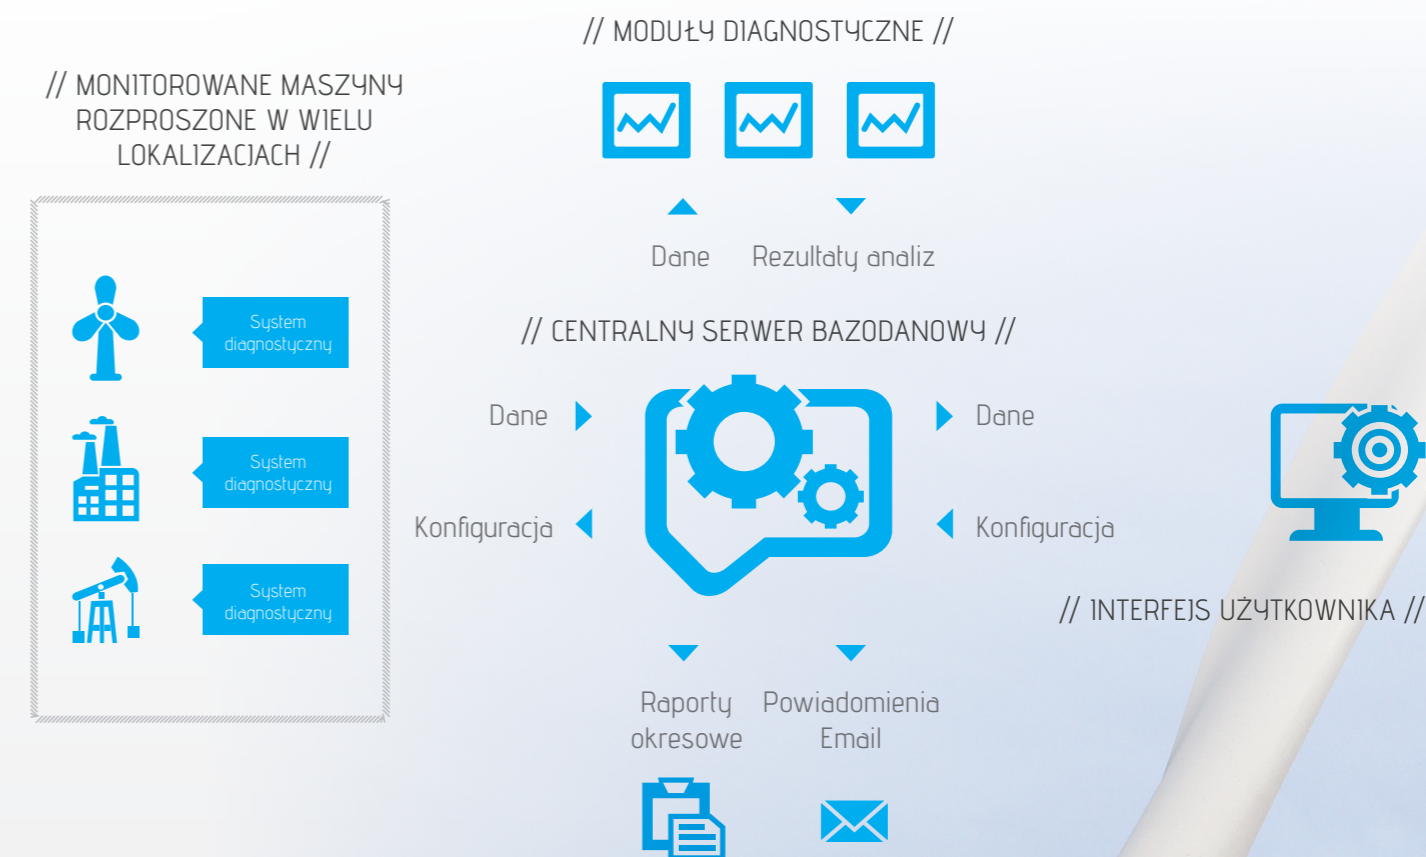 // MODUŁY DIAGNOSTYCZNE //
// MONITOROWANE MASZYNY
ROZPROSZONE W WIELU
LOKALIZACJACH //
Dane
Rezultaty analiz
System
diagnostyczny
// CENTRALNY SERWER BAZODANOWY //
Dane
Dane
System
diagnostyczny
Konfiguracja
Konfiguracja
System
diagnostyczny
// INTERFEJS UŻYTKOWNIKA //
Raporty
okresowe
Powiadomienia
Email